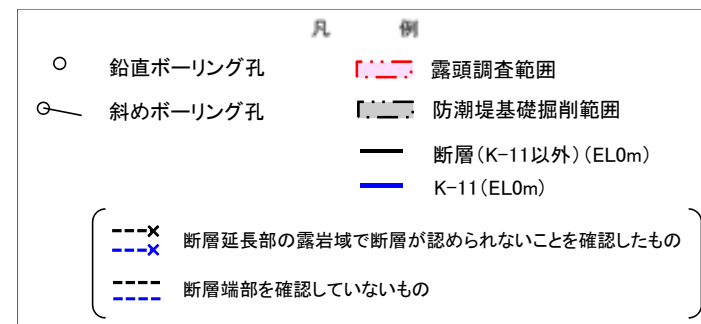 凡 例
鉛直ボーリング孔
斜めボーリング孔
露頭調査範囲
防潮堤基礎掘削範囲
断層(K-11以外)(EL0m)
K-11(EL0m)
断層延長部の露岩域で断層が認められないことを確認したもの
断層端部を確認していないもの